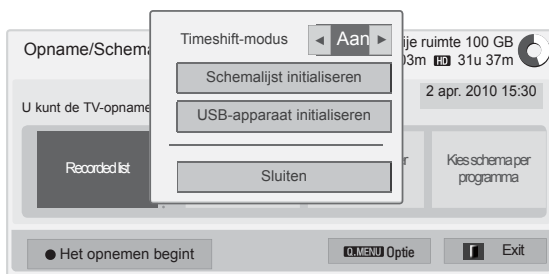 Opname/Schema
Timeshift-modus ◄ Aan ►
ije ruimte 100 GB
03m HD 31u 37m
Schemalijst initialiseren
2 apr. 2010 15:30
U kunt de TV-opname
USB-apparaat initialiseren
Recorded list
Sluiten
r
Kies schema per
programma
● Het opnemen begint
Q.MENU Optie
Exit